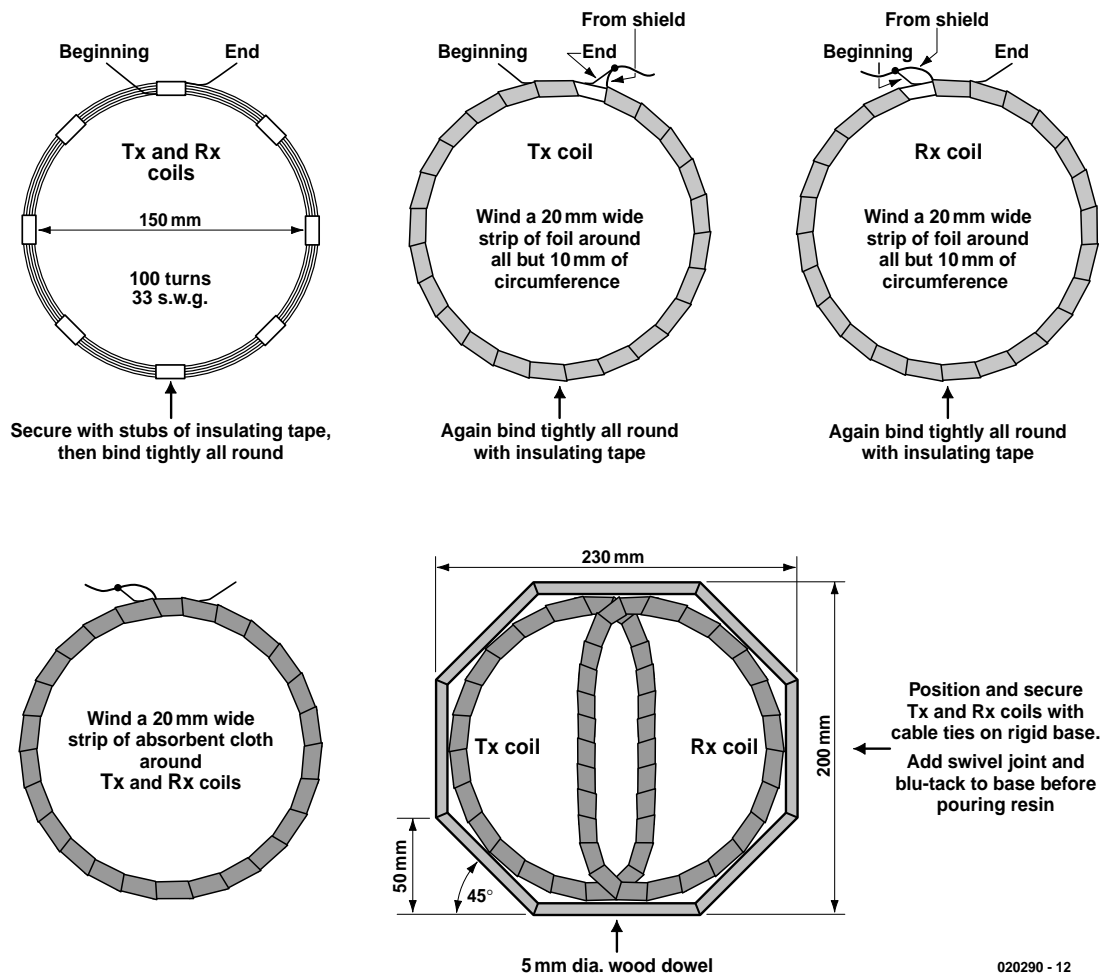 Beginning
End
Tx and Rx
coils
150 mm
100 turns
33 s.w.g.
Secure with stubs of insulating tape,
then bind tightly all round
From shield
Beginning
End
Tx coil
Wind a 20 mm wide
strip of foil around
all but 10 mm of
circumference
Again bind tightly all round
with insulating tape
From shield
Beginning
End
Rx coil
Wind a 20 mm wide
strip of foil around
all but 10 mm of
circumference
Again bind tightly all round
with insulating tape
Wind a 20 mm wide
strip of absorbent cloth
around
Tx and Rx coils
230 mm
Tx coil
Rx coil
200 mm
50 mm
45°
5 mm dia. wood dowel
Position and secure
Tx and Rx coils with
cable ties on rigid base.
Add swivel joint and
blu-tack to base before
pouring resin
020290 - 12